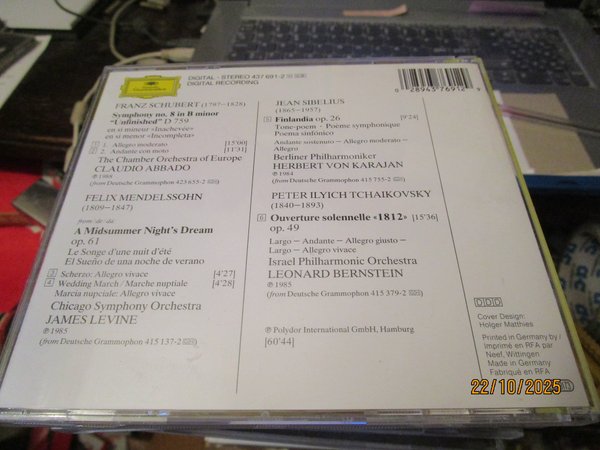 DIGITAL · STEREO 437 691-2
DIGITAL RECORDING
0 28943 76912 9
FRANZ SCHUBERT (1797–1828)
Symphony no. 8 in B minor
"Unfinished" D 759
en si mineur «Inachevée»
en si menor «Incompleta»
1 1. Allegro moderato [15'00]
2 2. Andante con moto [11'31]
The Chamber Orchestra of Europe
CLAUDIO ABBADO
℗ 1988
(from Deutsche Grammophon 423 655-2)
FELIX MENDELSSOHN
(1809–1847)
from/de/da:
A Midsummer Night's Dream
op. 61
Le Songe d'une nuit d'été
El Sueño de una noche de verano
3 Scherzo: Allegro vivace [4'27]
4 Wedding March / Marche nuptiale [4'28]
Marcia nupciale: Allegro vivace
Chicago Symphony Orchestra
JAMES LEVINE
℗ 1985
(from Deutsche Grammophon 415 137-2)
JEAN SIBELIUS
(1865–1957)
5 Finlandia op. 26 [9'24]
Tone-poem – Poème symphonique
Poema sinfónico
Andante sostenuto – Allegro moderato –
Allegro
Berliner Philharmoniker
HERBERT VON KARAJAN
℗ 1984
(from Deutsche Grammophon 415 755-2)
PETER ILYICH TCHAIKOVSKY
(1840–1893)
6 Ouverture solennelle «1812» [15'36]
op. 49
Largo – Andante – Allegro giusto –
Largo – Allegro vivace
Israel Philharmonic Orchestra
LEONARD BERNSTEIN
℗ 1985
(from Deutsche Grammophon 415 379-2)
℗ Polydor International GmbH, Hamburg
[60'44]
DDD
Cover Design:
Holger Matthies
Printed in Germany by /
imprimé en RFA par
Neef, Wittingen
Made in Germany
Fabriqué en RFA
22/10/2025